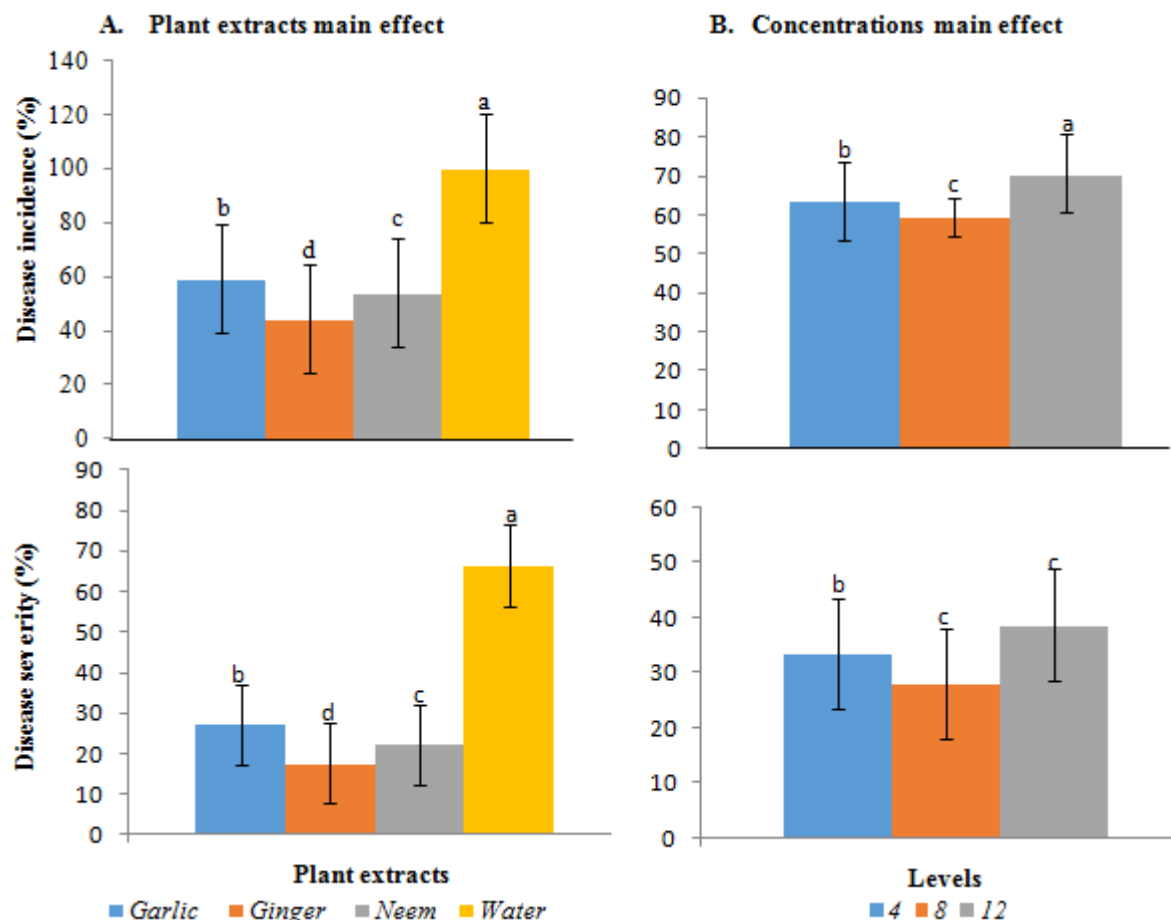 A. Plant extracts main effect
Disease incidence (%)
140
120
100
80
60
40
20
0
b
d
c
a
B. Concentrations main effect
90
80
70
60
50
40
30
20
10
0
b
c
a
Disease severity (%)
90
80
70
60
50
40
30
20
10
0
b
d
c
a
Plant extracts
Garlic Ginger Neem Water
60
50
40
30
20
10
0
b
c
c
Levels
4 8 12